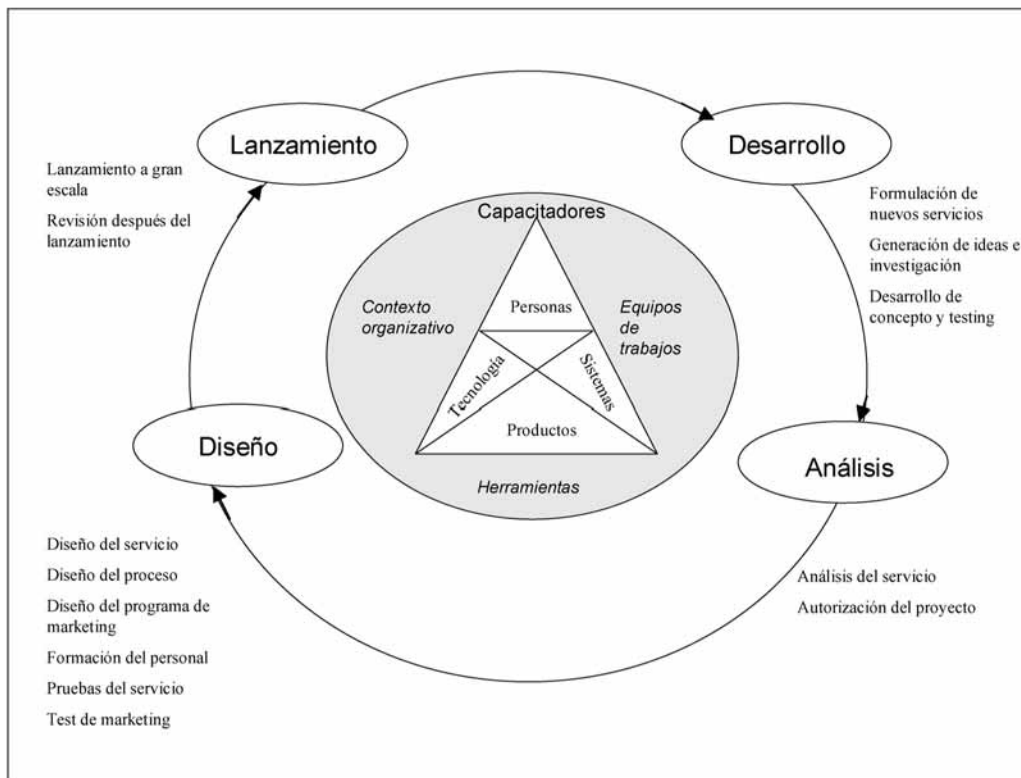 Lanzamiento
Desarrollo
Lanzamiento a gran
escala
Revisión después del
lanzamiento
Formulación de
nuevos servicios
Generación de ideas e
investigación
Desarrollo de
concepto y testing
Capacitadores
Contexto
organizativo
Personas
Equipos
de
trabajos
Tecnología
Sistemas
Productos
Herramientas
Diseño
Análisis
Diseño del servicio
Diseño del proceso
Diseño del programa de
marketing
Formación del personal
Pruebas del servicio
Test de marketing
Análisis del servicio
Autorización del proyecto